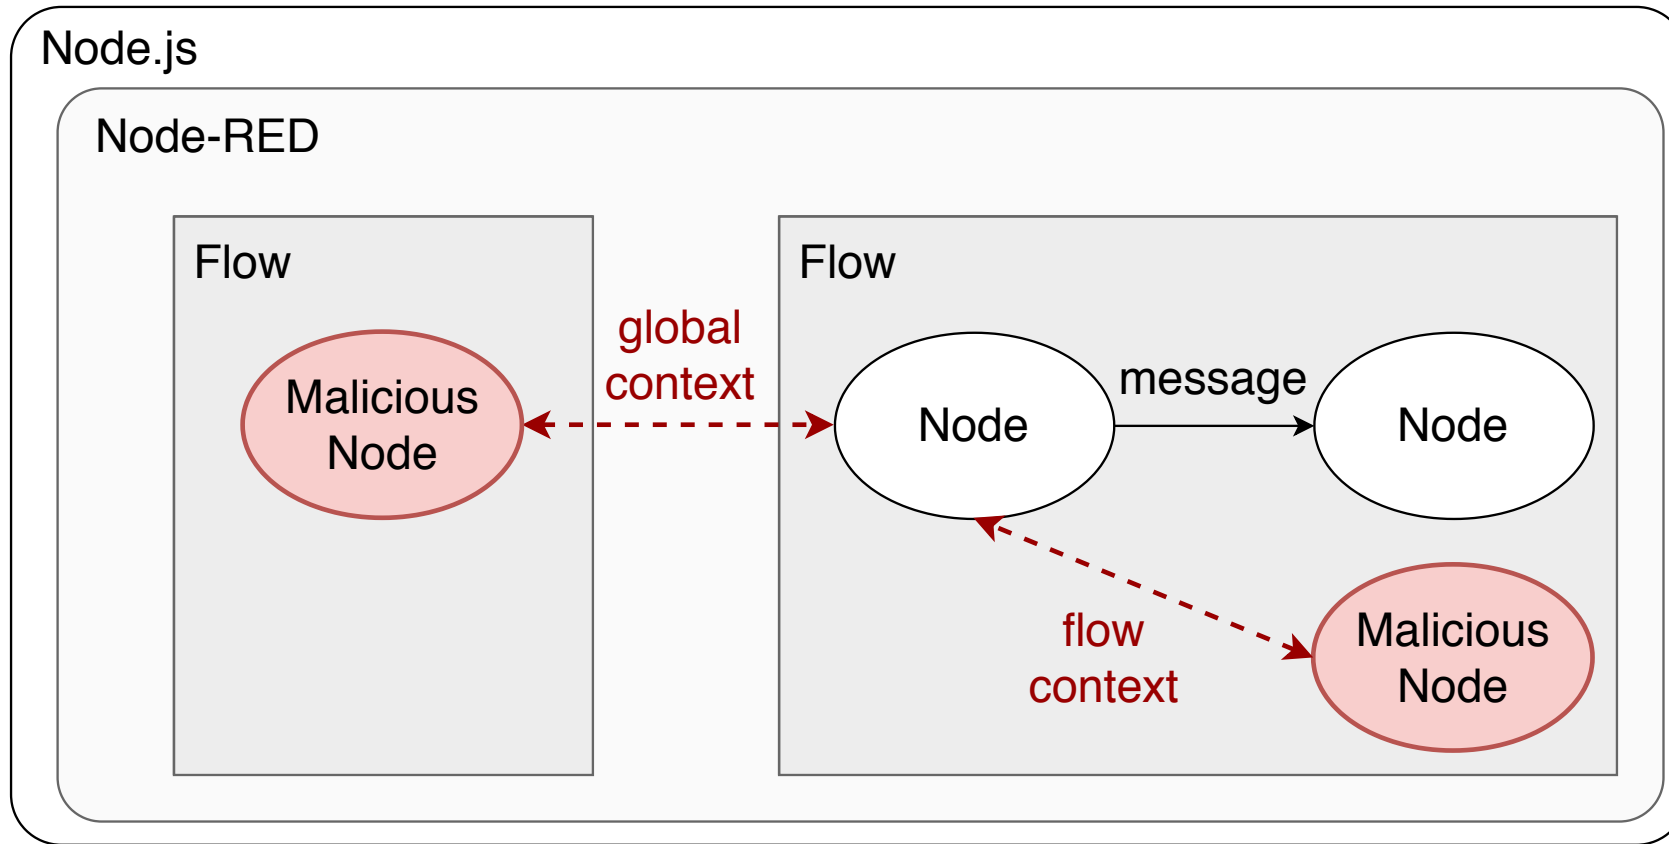 Node.js
Node-RED
Flow
Malicious
Node
global
context
Flow
Node
message
Node
flow
context
Malicious
Node